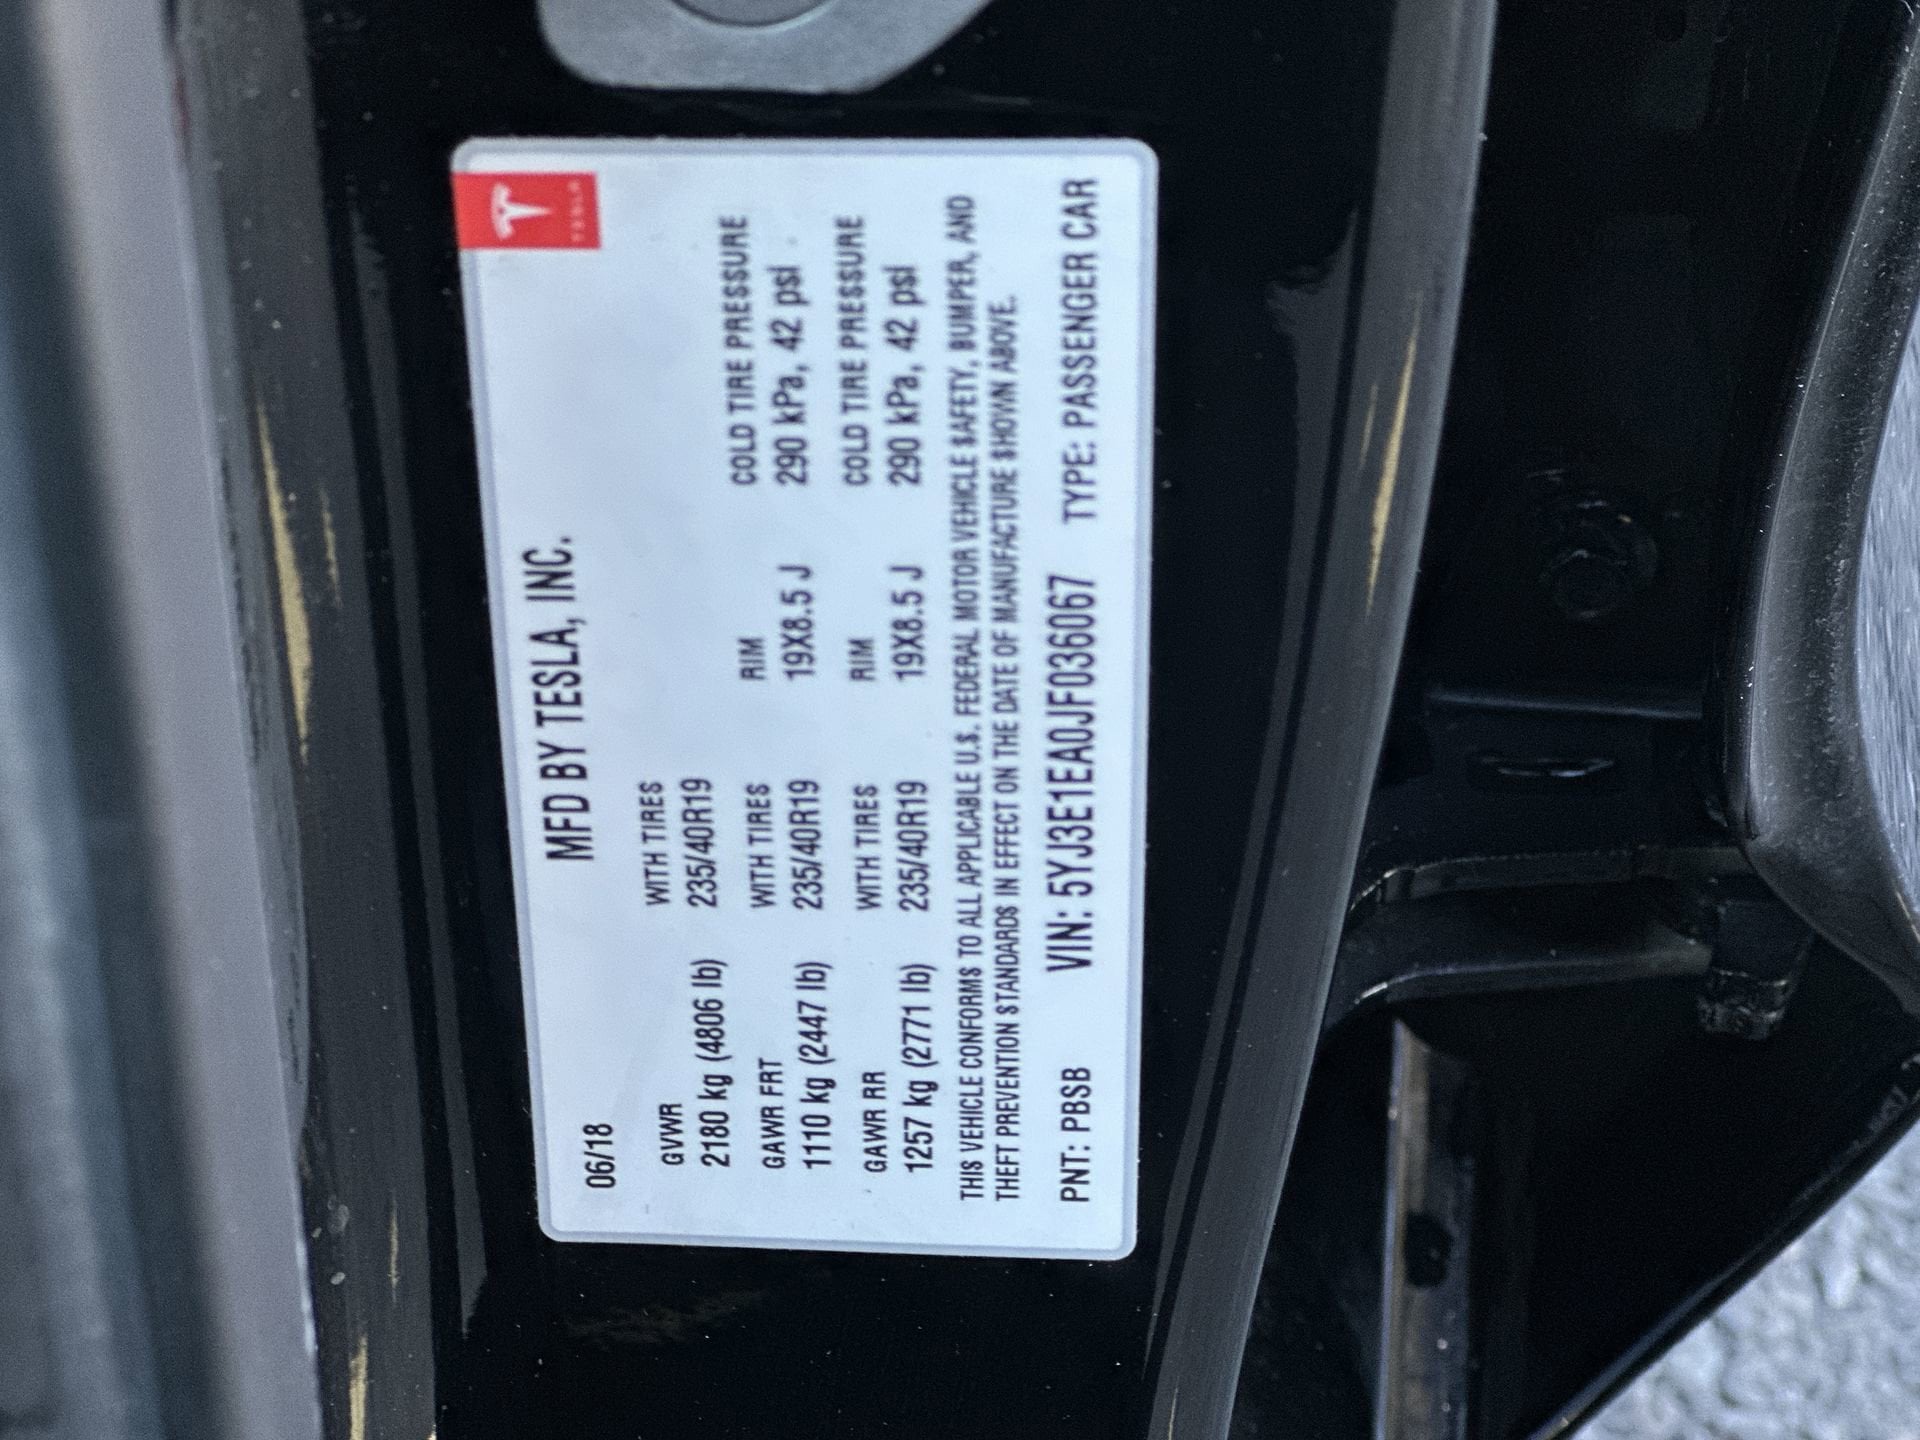 TESLA
MFD BY TESLA, INC.
06/18
GVWR WITH TIRES
2180 kg (4806 lb) 235/40R19
GAWR FRT WITH TIRES RIM COLD TIRE PRESSURE
1110 kg (2447 lb) 235/40R19 19X8.5 J 290 kPa, 42 psi
GAWR RR WITH TIRES RIM COLD TIRE PRESSURE
1257 kg (2771 lb) 235/40R19 19X8.5 J 290 kPa, 42 psi
THIS VEHICLE CONFORMS TO ALL APPLICABLE U.S. FEDERAL MOTOR VEHICLE SAFETY, BUMPER, AND
THEFT PREVENTION STANDARDS IN EFFECT ON THE DATE OF MANUFACTURE SHOWN ABOVE.
PNT: PBSB VIN: 5YJ3E1EA0JF036067 TYPE: PASSENGER CAR